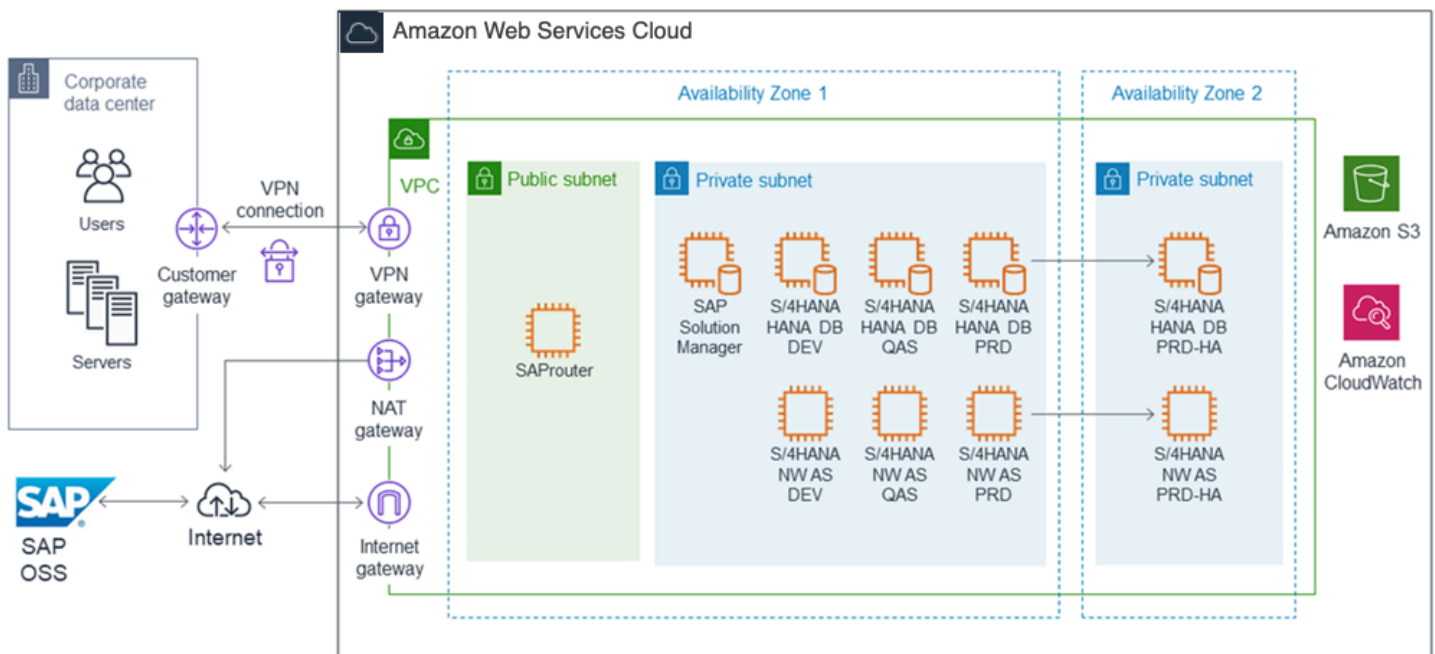 Amazon Web Services Cloud
Corporate
data center
Users
Servers
Customer
gateway
VPN
connection
VPC
VPN
gateway
NAT
gateway
Internet
gateway
SAP
®
SAP
OSS
Internet
Availability Zone 1
Public subnet
SAProuter
Private subnet
SAP
Solution
Manager
S/4HANA
HANA DB
DEV
S/4HANA
HANA DB
QAS
S/4HANA
HANA DB
PRD
S/4HANA
NW AS
DEV
S/4HANA
NW AS
QAS
S/4HANA
NW AS
PRD
Availability Zone 2
Private subnet
S/4HANA
HANA DB
PRD-HA
S/4HANA
NW AS
PRD-HA
Amazon S3
Amazon
CloudWatch